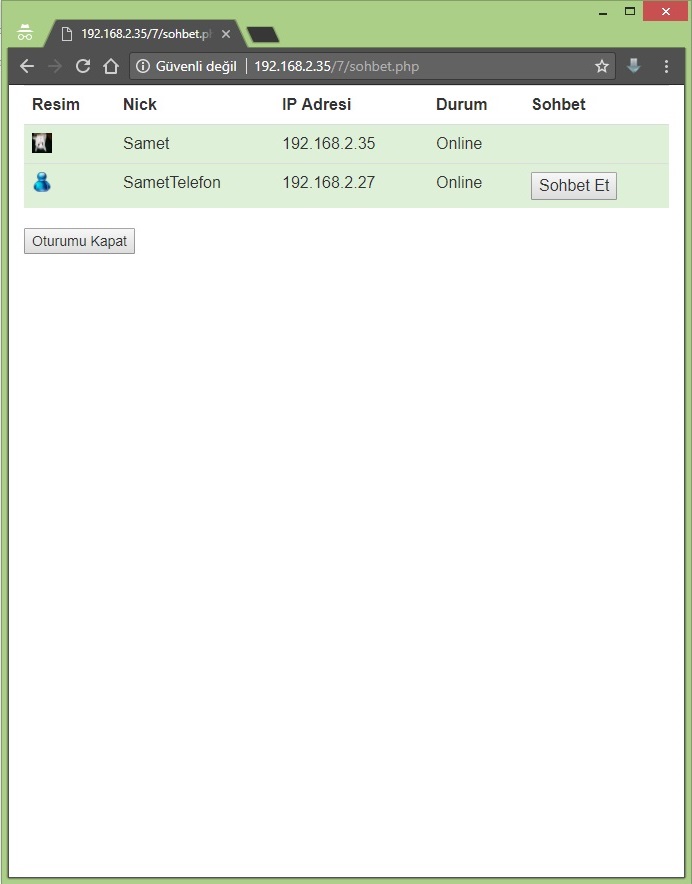 192.168.2.35/7/sohbet.ph
Güvenli değil 192.168.2.35/7/sohbet.php
Resim Nick IP Adresi Durum Sohbet
Samet 192.168.2.35 Online
SametTelefon 192.168.2.27 Online Sohbet Et
Oturumu Kapat